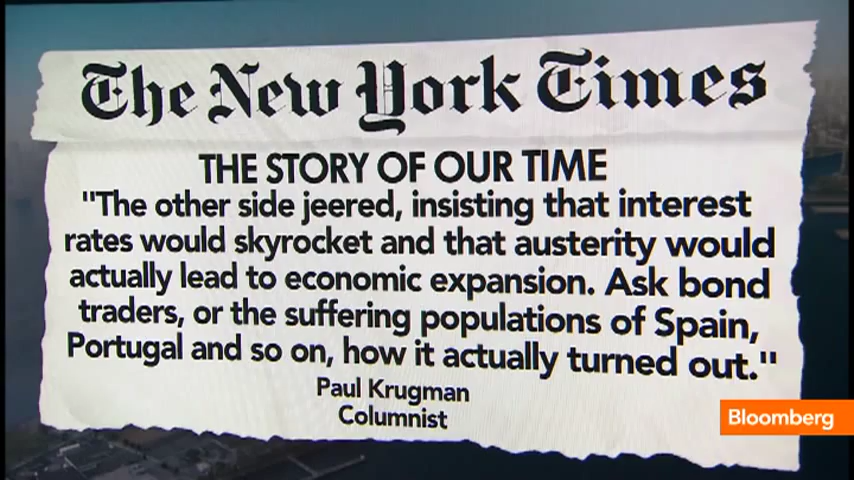 The New York Times
THE STORY OF OUR TIME
"The other side jeered, insisting that interest
rates would skyrocket and that austerity would
actually lead to economic expansion. Ask bond
traders, or the suffering populations of Spain,
Portugal and so on, how it actually turned out."
Paul Krugman
Columnist
Bloomberg